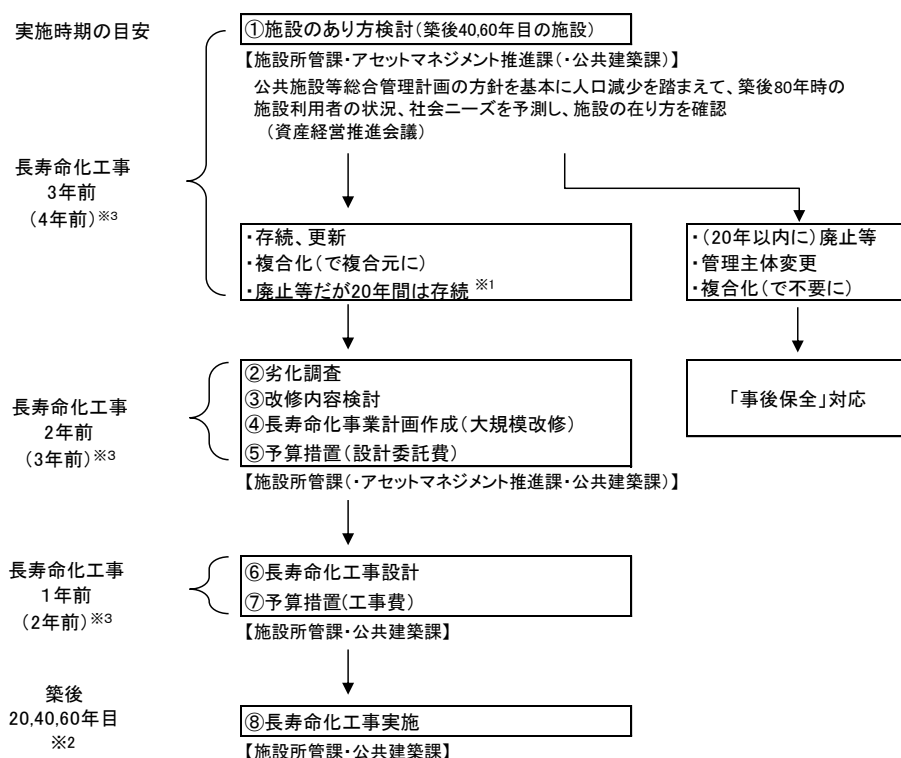 実施時期の目安
①施設のあり方検討(築後40,60年目の施設)
【施設所管課・アセットマネジメント推進課(・公共建築課)】
公共施設等総合管理計画の方針を基本に人口減少を踏まえて、築後80年時の
施設利用者の状況、社会ニーズを予測し、施設の在り方を確認
(資産経営推進会議)
長寿命化工事
3年前
(4年前)※3
・存続、更新
・複合化(で複合元に)
・廃止等だが20年間は存続 ※1
・(20年以内に)廃止等
・管理主体変更
・複合化(で不要に)
長寿命化工事
2年前
(3年前)※3
②劣化調査
③改修内容検討
④長寿命化事業計画作成(大規模改修)
⑤予算措置(設計委託費)
【施設所管課(・アセットマネジメント推進課・公共建築課)】
「事後保全」対応
長寿命化工事
1年前
(2年前)※3
⑥長寿命化工事設計
⑦予算措置(工事費)
【施設所管課・公共建築課】
築後
20,40,60年目
※2
⑧長寿命化工事実施
【施設所管課・公共建築課】